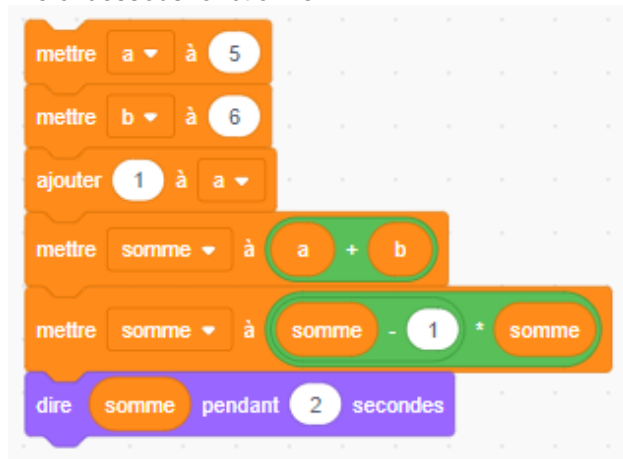 mettre a à 5
mettre b à 6
ajouter 1 à a
mettre somme à a + b
mettre somme à somme - 1 * somme
dire somme pendant 2 secondes